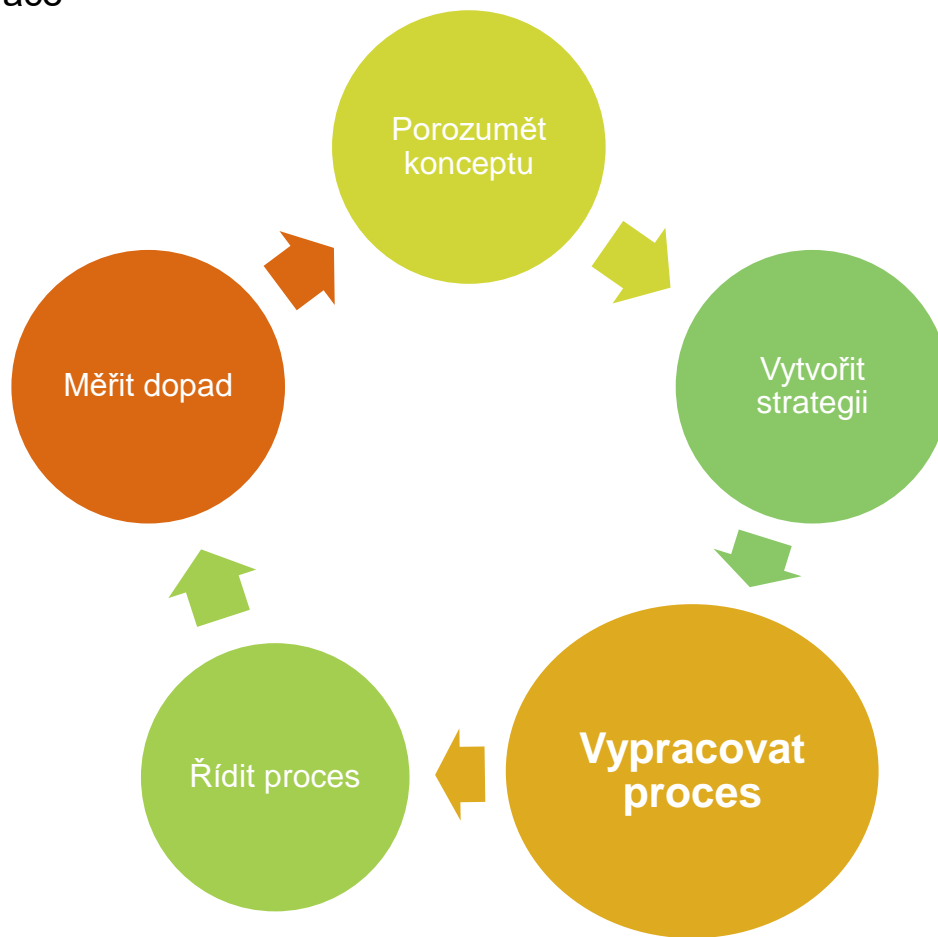 Porozumět
konceptu
Vytvořit
strategii
Vypracovat
proces
Řídit proces
Měřit dopad